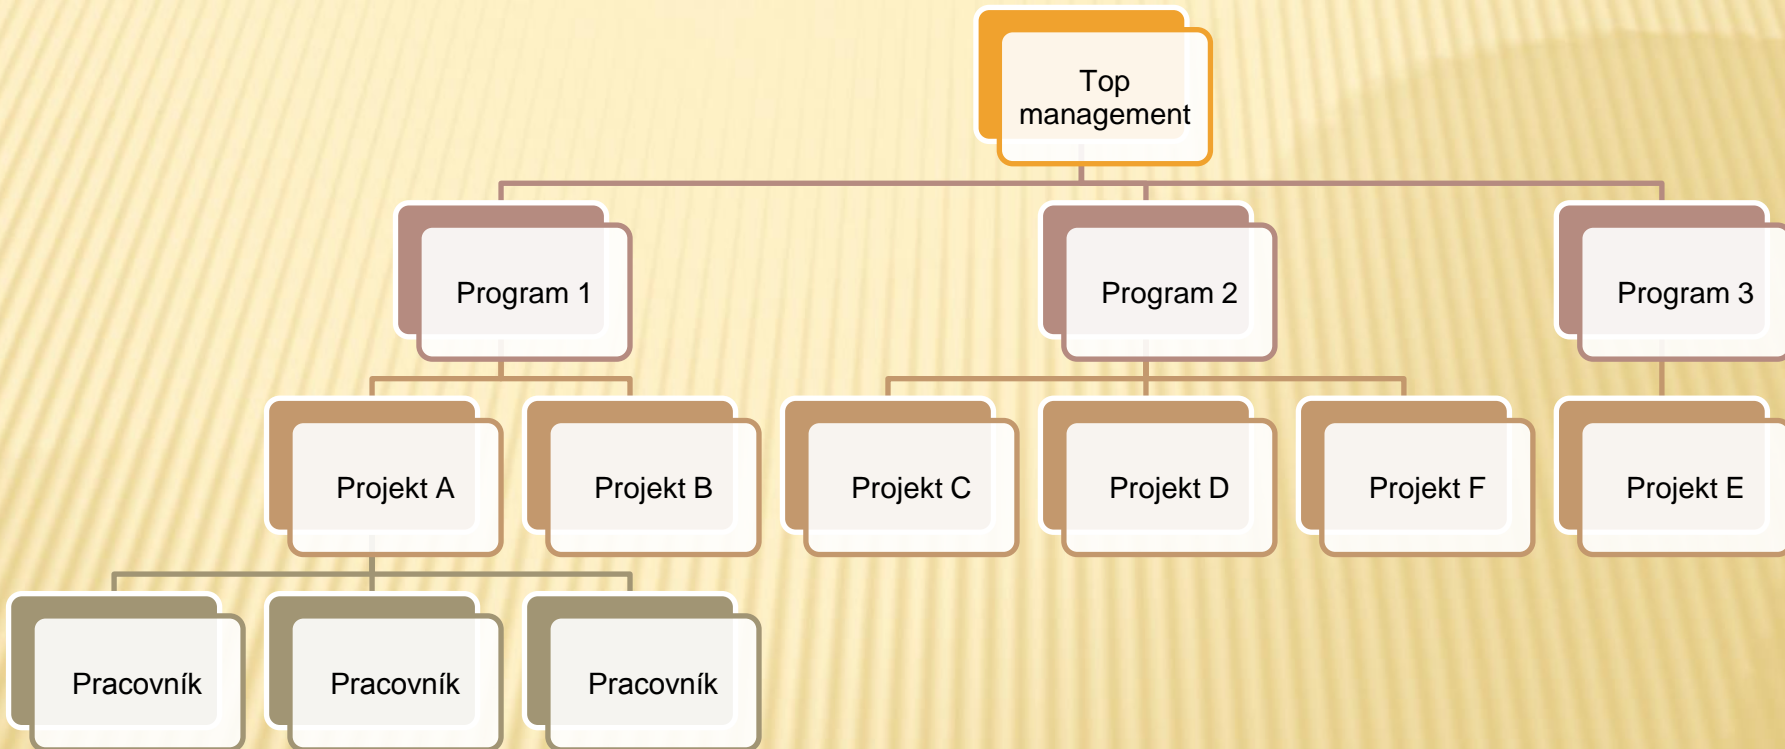 Top
management
Program 1
Program 2
Program 3
Projekt A
Projekt B
Projekt C
Projekt D
Projekt F
Projekt E
Pracovník
Pracovník
Pracovník